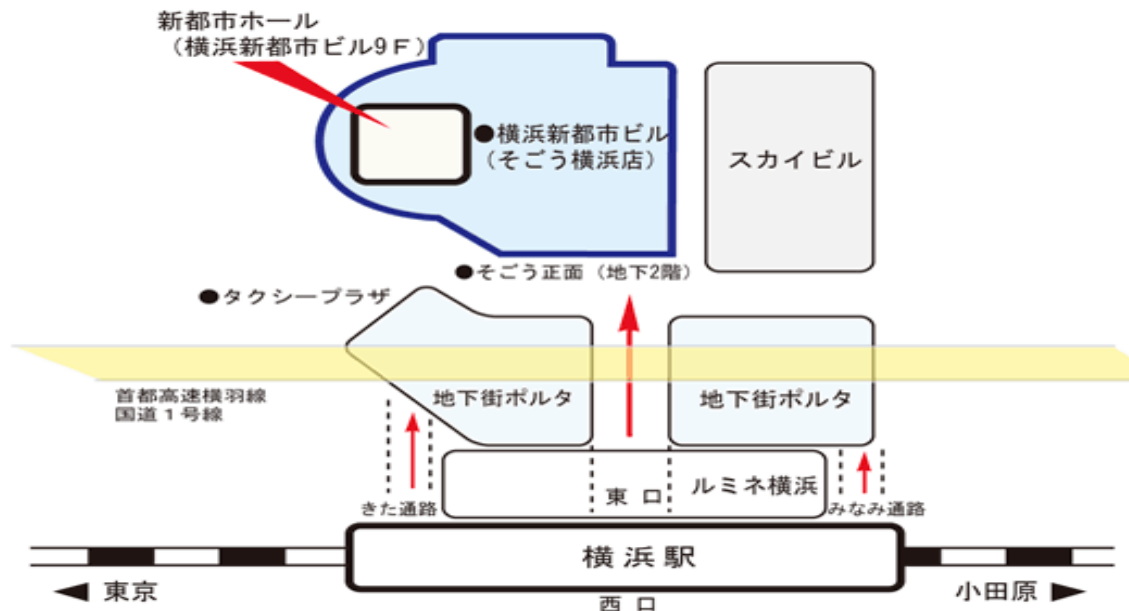 新都市ホール
（横浜新都市ビル9Ｆ）
●横浜新都市ビル
（そごう横浜店）
スカイビル
●そごう正面（地下2階）
●タクシープラザ
首都高速横羽線
国道１号線
地下街ポルタ
地下街ポルタ
東 口
ルミネ横浜
きた通路
みなみ通路
横浜駅
東京
小田原
西 口